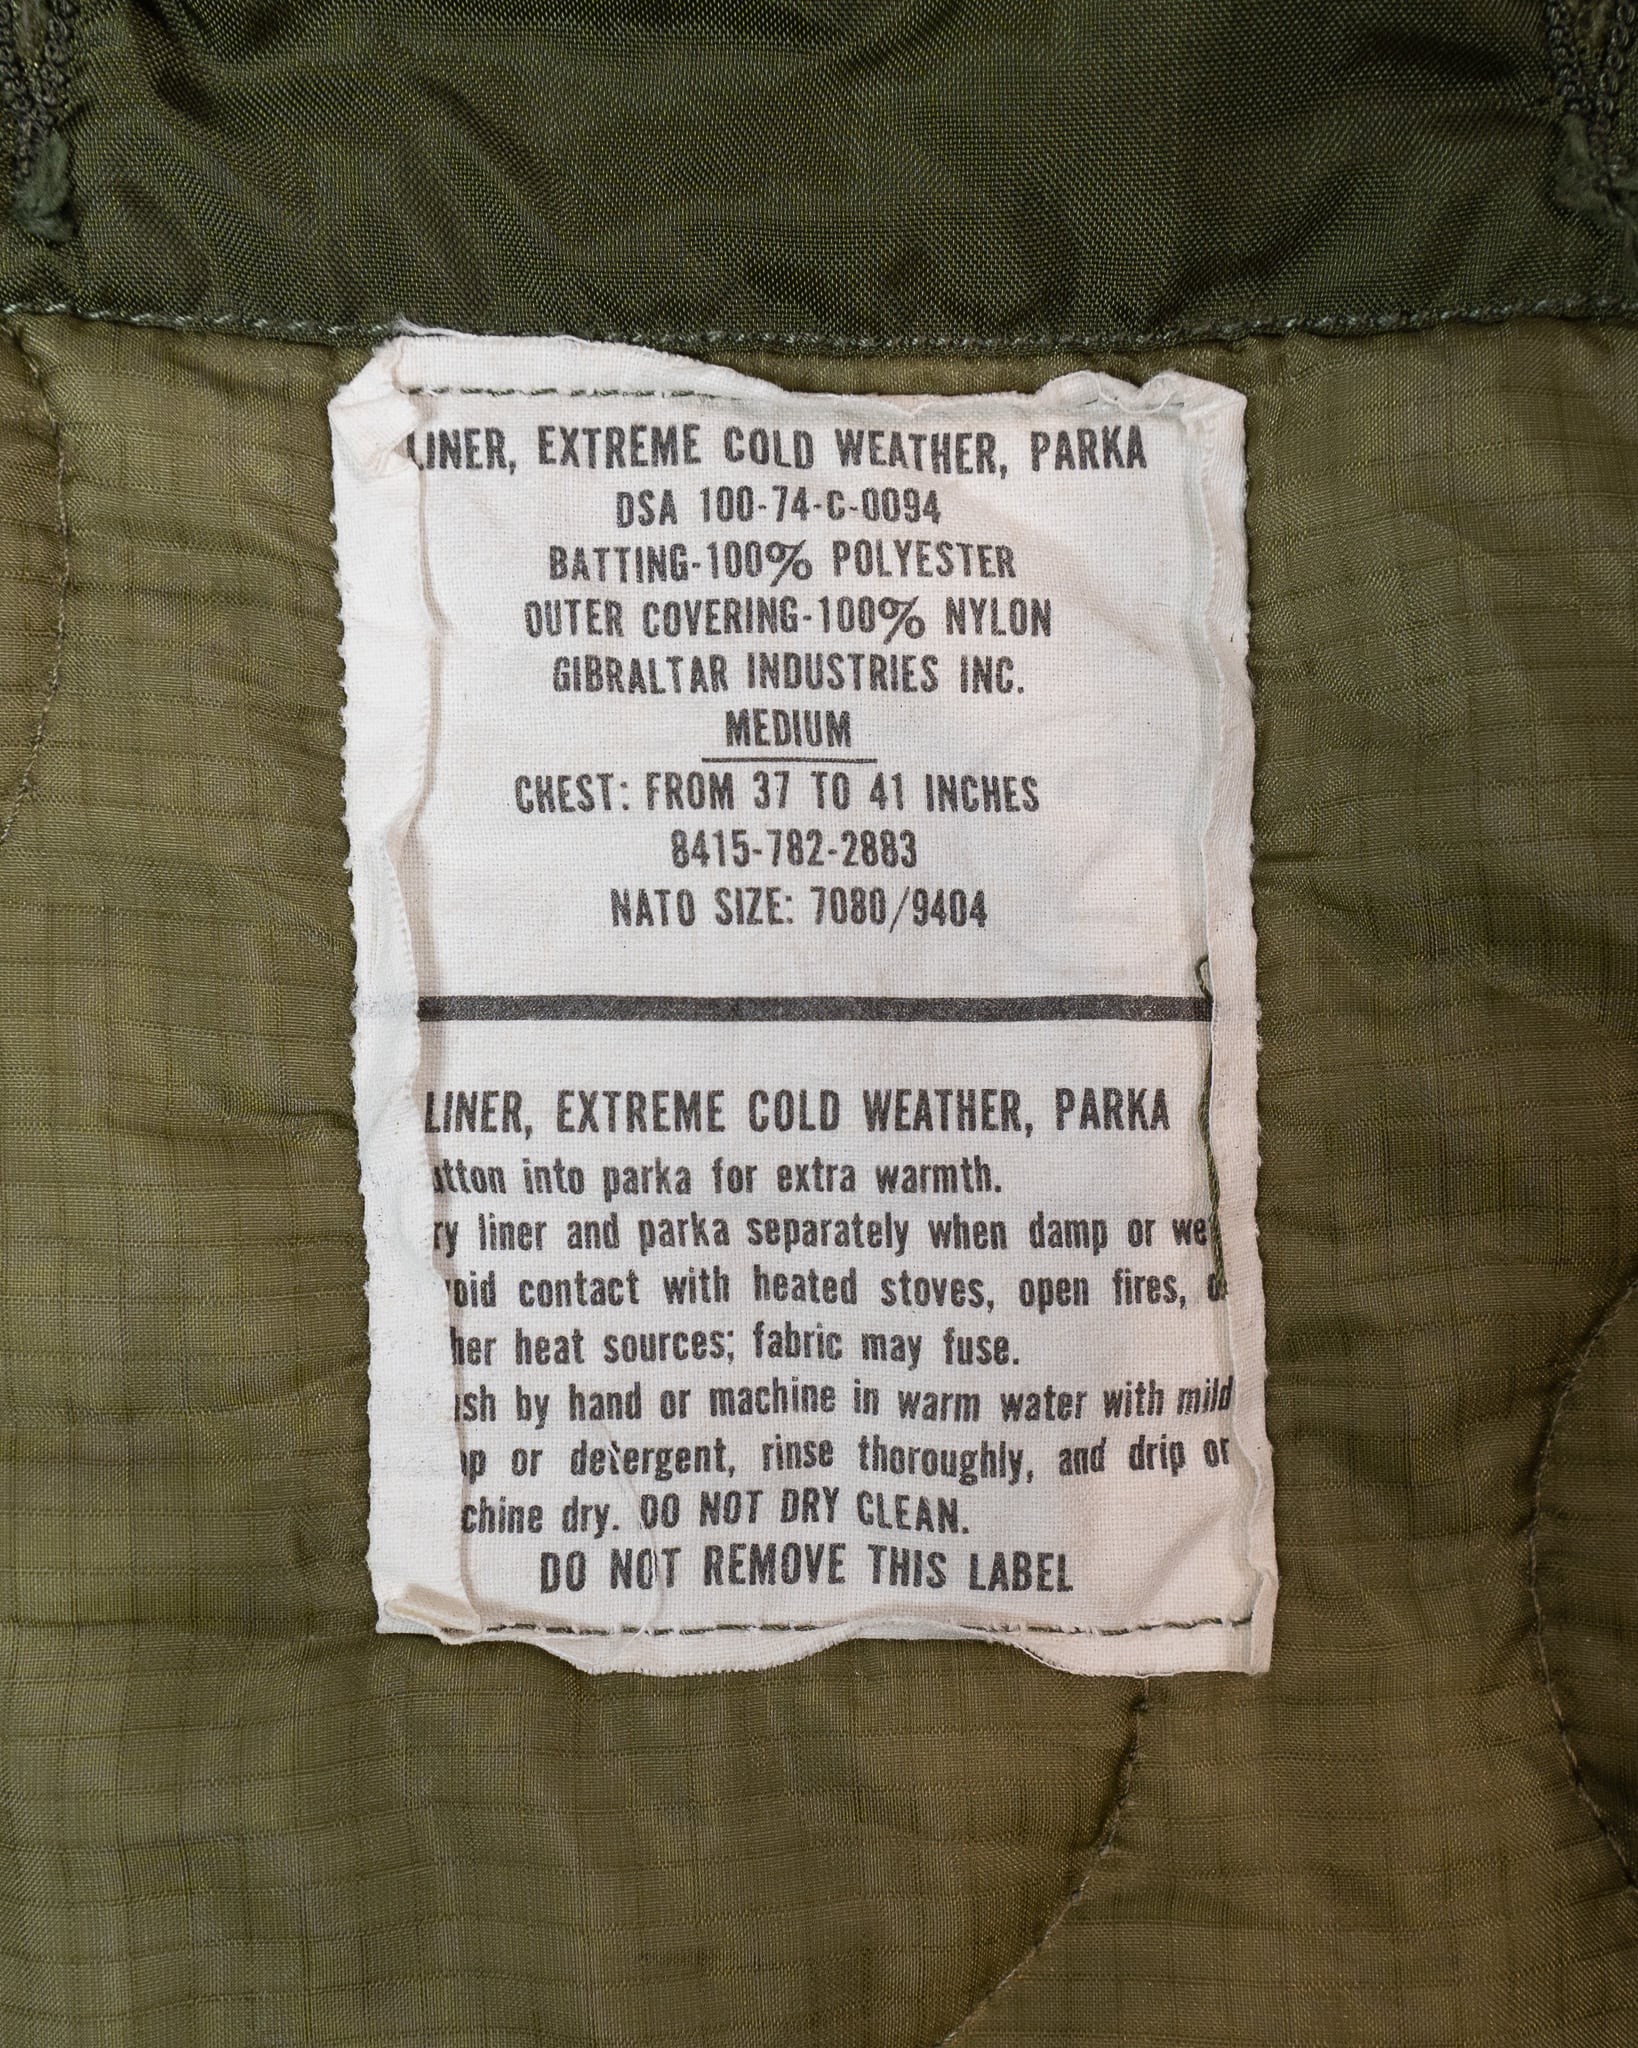 LINER, EXTREME COLD WEATHER, PARKA
DSA 100-74-C-0094
BATTING-100% POLYESTER
OUTER COVERING-100% NYLON
GIBRALTAR INDUSTRIES INC.
MEDIUM
CHEST: FROM 37 TO 41 INCHES
8415-782-2883
NATO SIZE: 7080/9404
LINER, EXTREME COLD WEATHER, PARKA
utton into parka for extra warmth.
ry liner and parka separately when damp or we
void contact with heated stoves, open fires, o
her heat sources; fabric may fuse.
ash by hand or machine in warm water with mild
ap or detergent, rinse thoroughly, and drip or
chine dry. DO NOT DRY CLEAN.
DO NOT REMOVE THIS LABEL